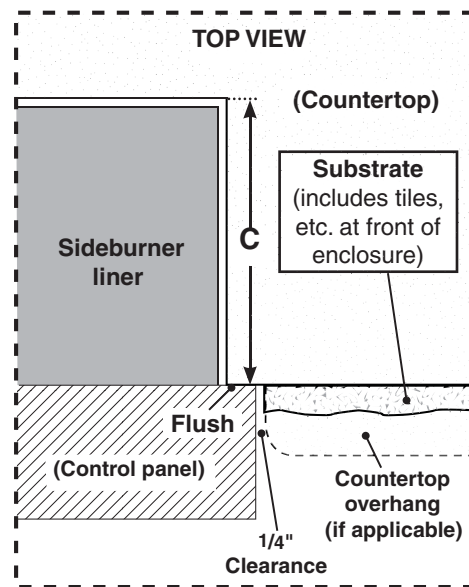 TOP VIEW
(Countertop)
Substrate
(includes tiles,
etc. at front of
enclosure)
C
Sideburner
liner
Flush
(Control panel)
Countertop
overhang
(if applicable)
1/4"
Clearance